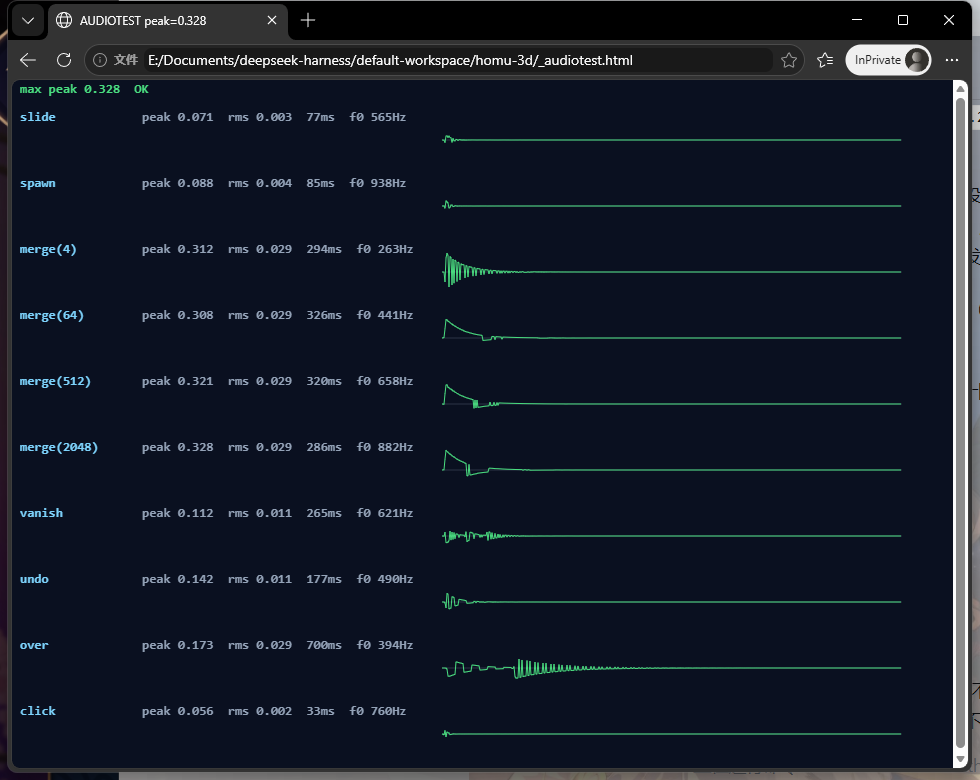 AUDIOTEST peak=0.328
文件 E:/Documents/deepseek-harness/default-workspace/homu-3d/_audiotest.html InPrivate
max peak 0.328 OK
slide peak 0.071 rms 0.003 77ms f0 565Hz
spawn peak 0.088 rms 0.004 85ms f0 938Hz
merge(4) peak 0.312 rms 0.029 294ms f0 263Hz
merge(64) peak 0.308 rms 0.029 326ms f0 441Hz
merge(512) peak 0.321 rms 0.029 320ms f0 658Hz
merge(2048) peak 0.328 rms 0.029 286ms f0 882Hz
vanish peak 0.112 rms 0.011 265ms f0 621Hz
undo peak 0.142 rms 0.011 177ms f0 490Hz
over peak 0.173 rms 0.029 700ms f0 394Hz
click peak 0.056 rms 0.002 33ms f0 760Hz